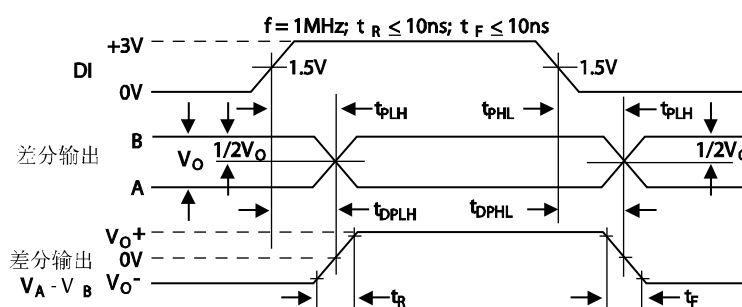 f = 1MHz; t R ≤ 10ns; t F ≤ 10ns
+3V
DI
1.5V
1.5V
0V
tPLH
tPHL
tPLH
B
差分输出
VO
1/2VO
1/2VO
A
tDPLH
tDPHL
VO+
差分输出
0V
VA - VB
VO-
tR
tF